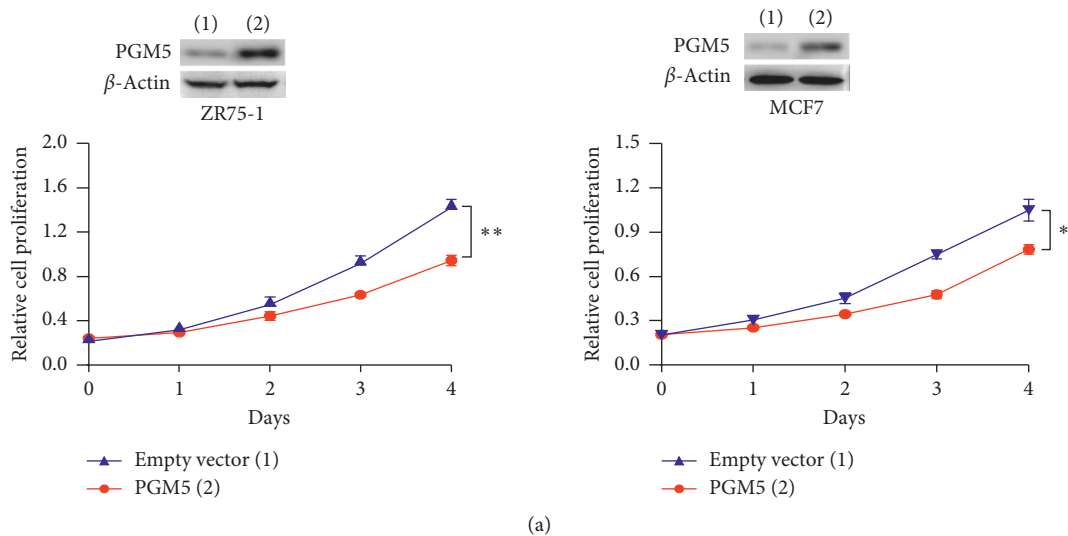 (1) (2)
PGM5
β-Actin
ZR75-1
2.0
1.6
1.2
0.8
0.4
0.0
Relative cell proliferation
**
0 1 2 3 4
Days
Empty vector (1)
PGM5 (2)
(1) (2)
PGM5
β-Actin
MCF7
1.5
1.2
0.9
0.6
0.3
0.0
Relative cell proliferation
*
0 1 2 3 4
Days
Empty vector (1)
PGM5 (2)
(a)